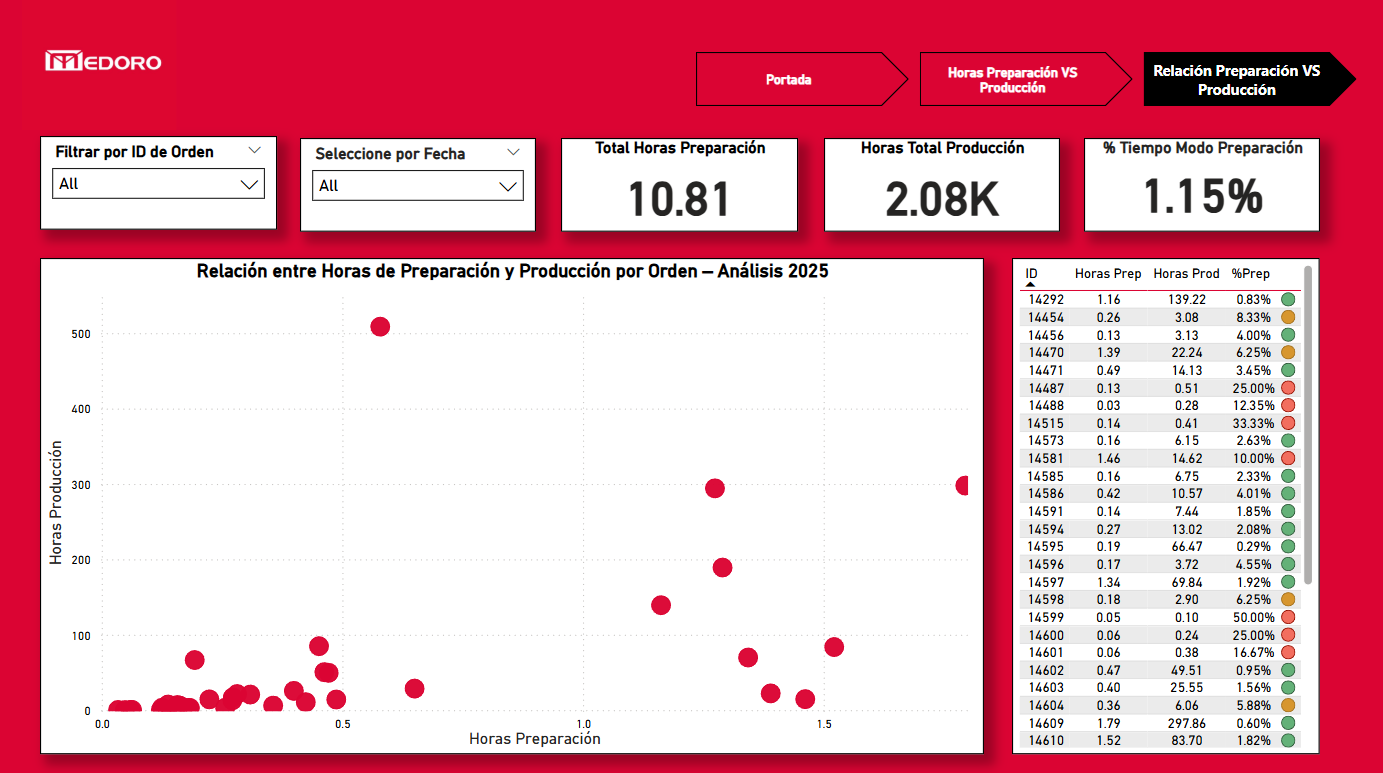 MEDORO
Portada
Horas Preparación VS
Producción
Relación Preparación VS
Producción
Filtrar por ID de Orden
All
Seleccione por Fecha
All
Total Horas Preparación
10.81
Horas Total Producción
2.08K
% Tiempo Modo Preparación
1.15%
Relación entre Horas de Preparación y Producción por Orden – Análisis 2025
Horas Producción
500
400
300
200
100
0
0.0 0.5 1.0 1.5
Horas Preparación
ID Horas Prep Horas Prod %Prep
14292 1.16 139.22 0.83%
14454 0.26 3.08 8.33%
14456 0.13 3.13 4.00%
14470 1.39 22.24 6.25%
14471 0.49 14.13 3.45%
14487 0.13 0.51 25.00%
14488 0.03 0.28 12.35%
14515 0.14 0.41 33.33%
14573 0.16 6.15 2.63%
14581 1.46 14.62 10.00%
14585 0.16 6.75 2.33%
14586 0.42 10.57 4.01%
14591 0.14 7.44 1.85%
14594 0.27 13.02 2.08%
14595 0.19 66.47 0.29%
14596 0.17 3.72 4.55%
14597 1.34 69.84 1.92%
14598 0.18 2.90 6.25%
14599 0.05 0.10 50.00%
14600 0.06 0.24 25.00%
14601 0.06 0.38 16.67%
14602 0.47 49.51 0.95%
14603 0.40 25.55 1.56%
14604 0.36 6.06 5.88%
14609 1.79 297.86 0.60%
14610 1.52 83.70 1.82%